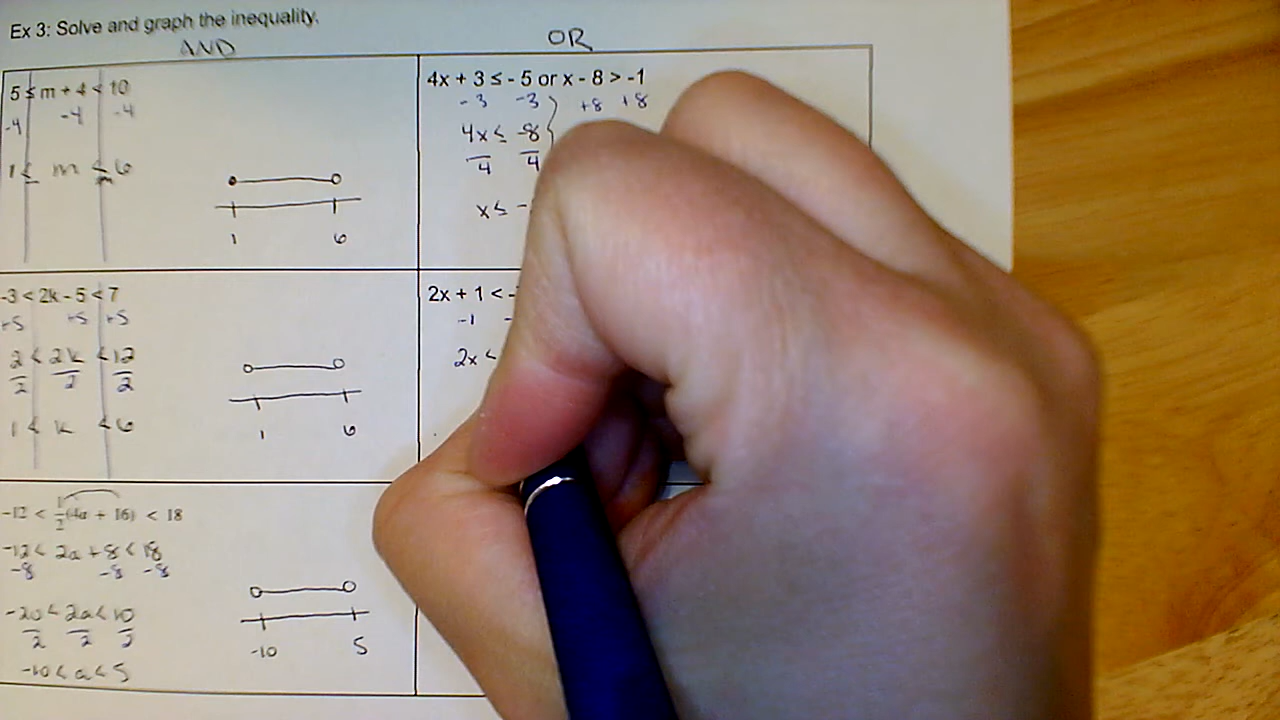 Ex 3: Solve and graph the inequality.
AND
OR
5 ≤ m + 4 < 10
-4 -4 -4
1 ≤ m < 6
1 6
4x + 3 ≤ - 5 or x - 8 > -1
-3 -3 +8 +8
4x ≤ -8
4 4
x ≤ -
-3 < 2k - 5 < 7
+5 +5 +5
2 < 2k < 12
2 2 2
1 < k < 6
1 6
2x + 1 < -
-1 -
2x <
-12 < 1/2(4a + 16) < 18
-12 < 2a + 8 < 18
-8 -8 -8
-20 < 2a < 10
2 2 2
-10 < a < 5
-10 5